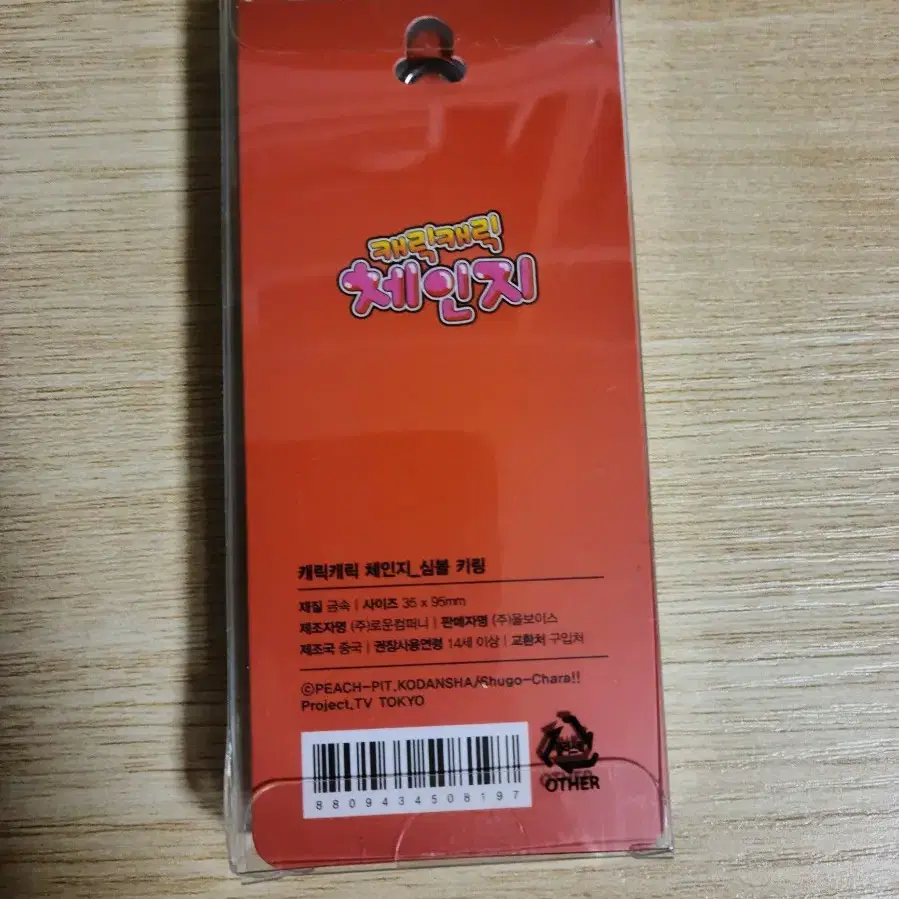 캐릭캐릭
체인지
캐릭캐릭 체인지_심볼 키링
재질 금속 | 사이즈 35 x 95mm
제조자명 (주)로운컴퍼니 | 판매자명 (주)올보이스
제조국 중국 | 권장사용연령 14세 이상 | 교환처 구입처
©PEACH-PIT,KODANSHA/Shugo-Chara!!
Project,TV TOKYO
8809434508197
OTHER